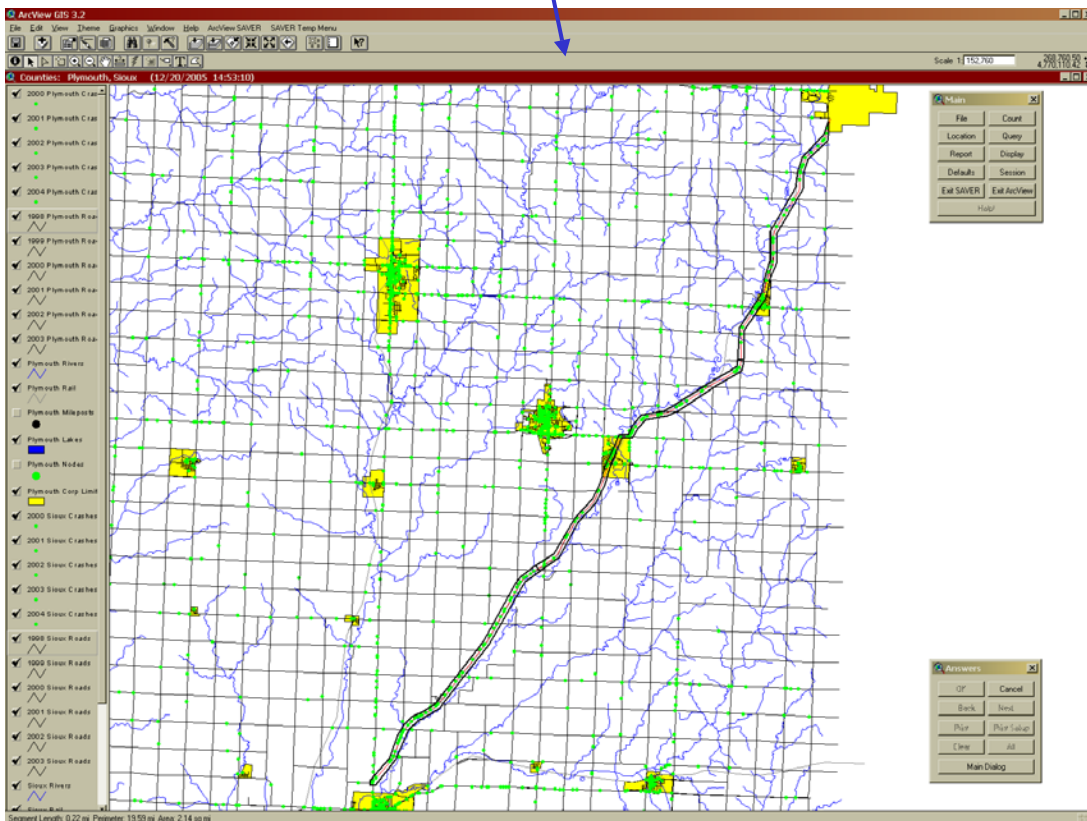 ArcView GIS 3.2
File Edit View Theme Graphics Window Help ArcView SAVER SAVER Temp Menu
Scale 1: 152,760
Counties: Plymouth, Sioux (12/20/2005 14:53:10)
2000 Plymouth Cras
2001 Plymouth Cras
2002 Plymouth Cras
2003 Plymouth Cras
2004 Plymouth Cras
1998 Plymouth Roa
1999 Plymouth Roa
2000 Plymouth Roa
2001 Plymouth Roa
2002 Plymouth Roa
2003 Plymouth Roa
Plymouth Rivers
Plymouth Rail
Plymouth Mileposts
Plymouth Lakes
Plymouth Nodes
Plymouth Corp Limit
2000 Sioux Crashes
2001 Sioux Crashes
2002 Sioux Crashes
2003 Sioux Crashes
2004 Sioux Crashes
1998 Sioux Roads
1999 Sioux Roads
2000 Sioux Roads
2001 Sioux Roads
2002 Sioux Roads
2003 Sioux Roads
Sioux Rivers
Sioux Rail
Main
File Count
Location Query
Report Display
Defaults Session
Exit SAVER Exit ArcView
Help!
Answers
Cancel
Back Next
Print Print Setup
Clear All
Main Dialog
Segment Length: 0.22 mi Perimeter: 19.59 mi Area: 2.14 sq mi